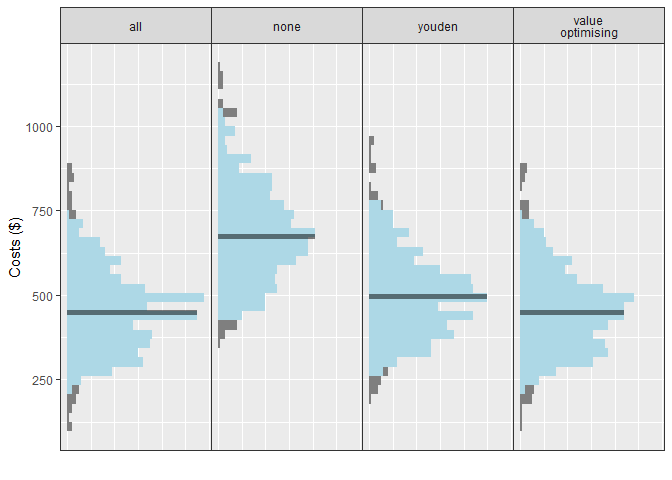 all
none
youden
value
optimising
Costs ($)
1000
750
500
250